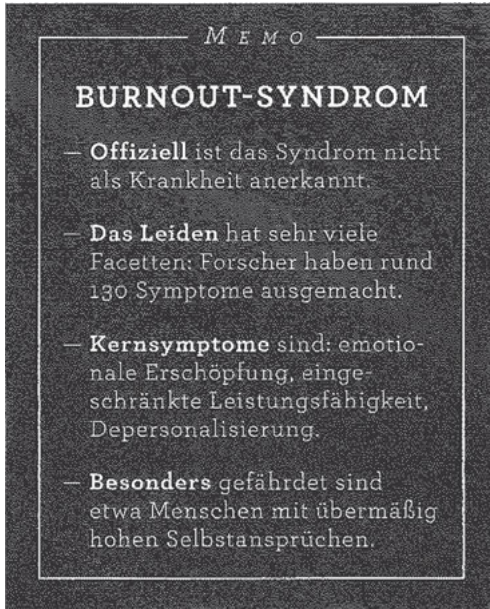 MEMO
BURNOUT-SYNDROM
— Offiziell ist das Syndrom nicht
als Krankheit anerkannt.
— Das Leiden hat sehr viele
Facetten: Forscher haben rund
130 Symptome ausgemacht.
— Kernsymptome sind: emotio-
nale Erschöpfung, einge-
schränkte Leistungsfähigkeit,
Depersonalisierung.
— Besonders gefährdet sind
etwa Menschen mit übermäßig
hohen Selbstansprüchen.